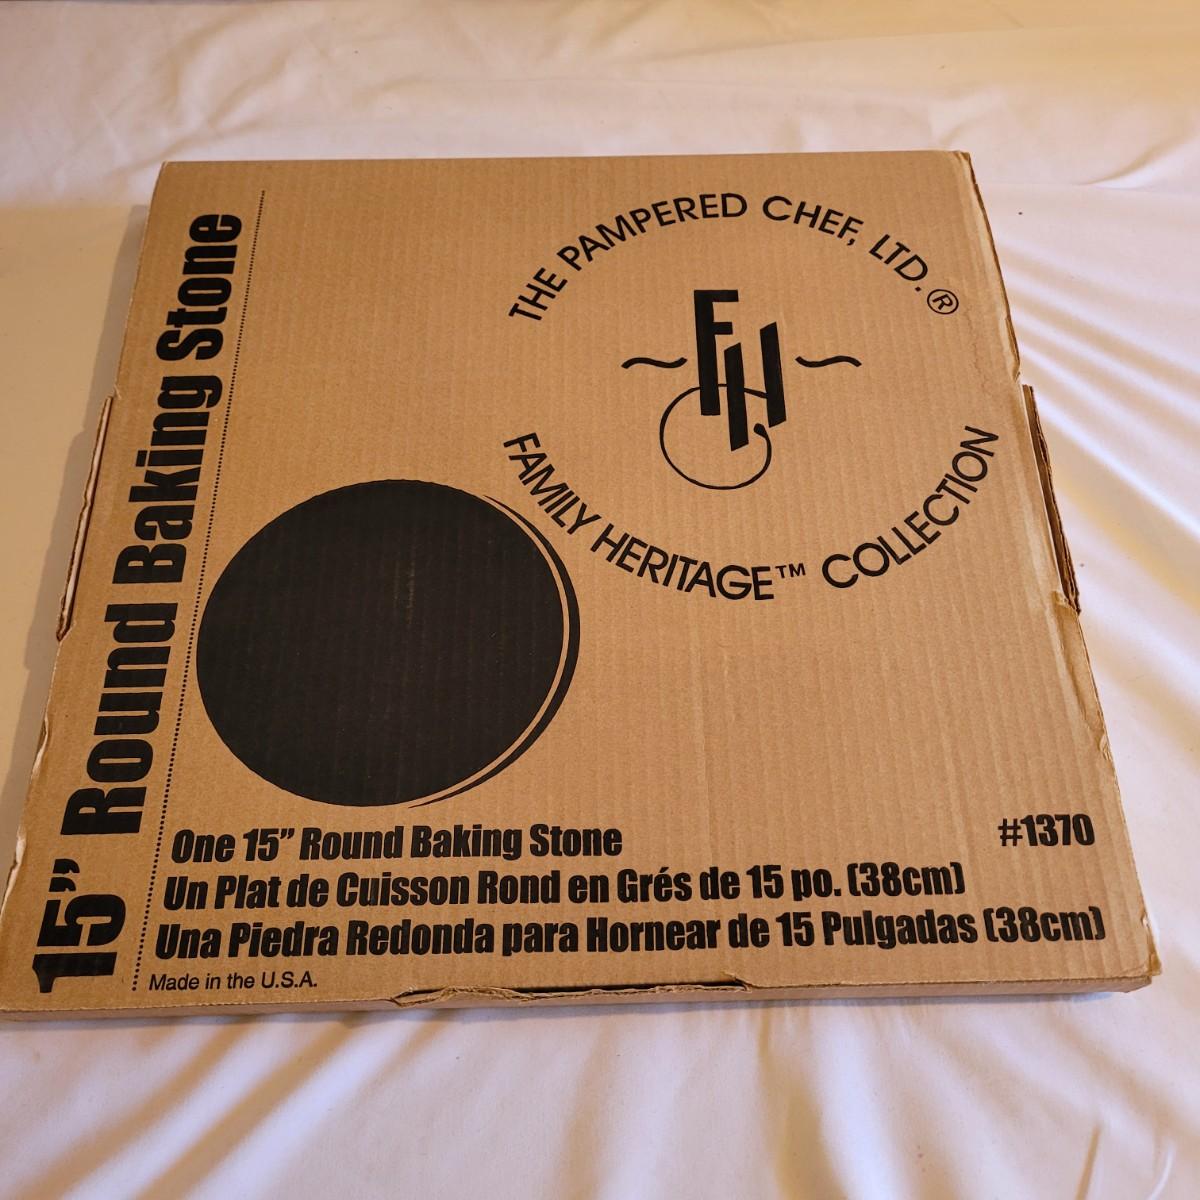 15" Round Baking Stone
THE PAMPERED CHEF, LTD.®
FH
FAMILY HERITAGE™ COLLECTION
One 15” Round Baking Stone
#1370
Un Plat de Cuisson Rond en Grés de 15 po. (38cm)
Una Piedra Redonda para Hornear de 15 Pulgadas (38cm)
Made in the U.S.A.